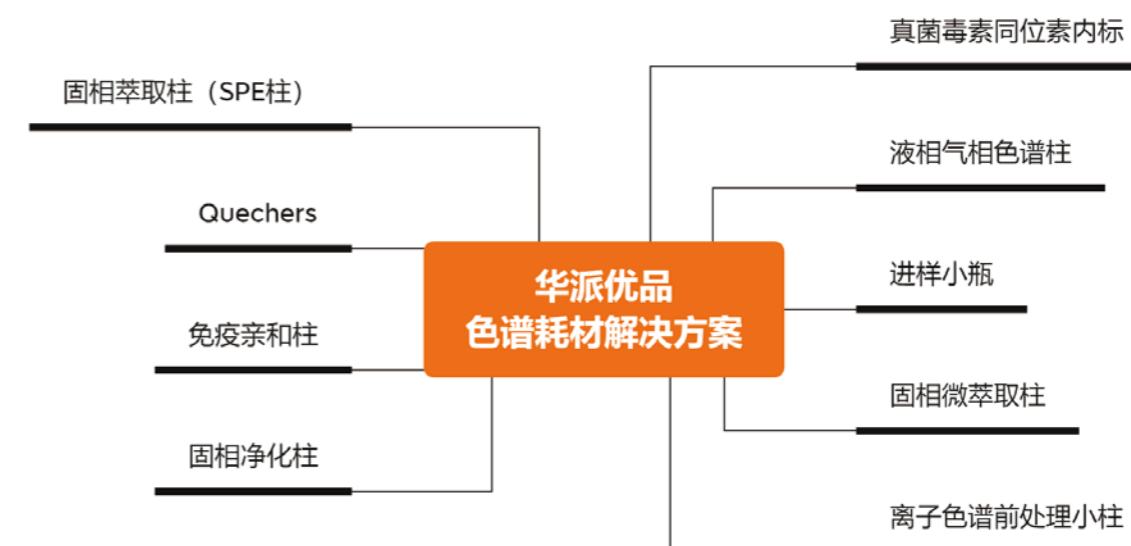 真菌毒素同位素内标
固相萃取柱（SPE柱）
液相气相色谱柱
Quechers
进样小瓶
华派优品
色谱耗材解决方案
免疫亲和柱
固相微萃取柱
固相净化柱
离子色谱前处理小柱